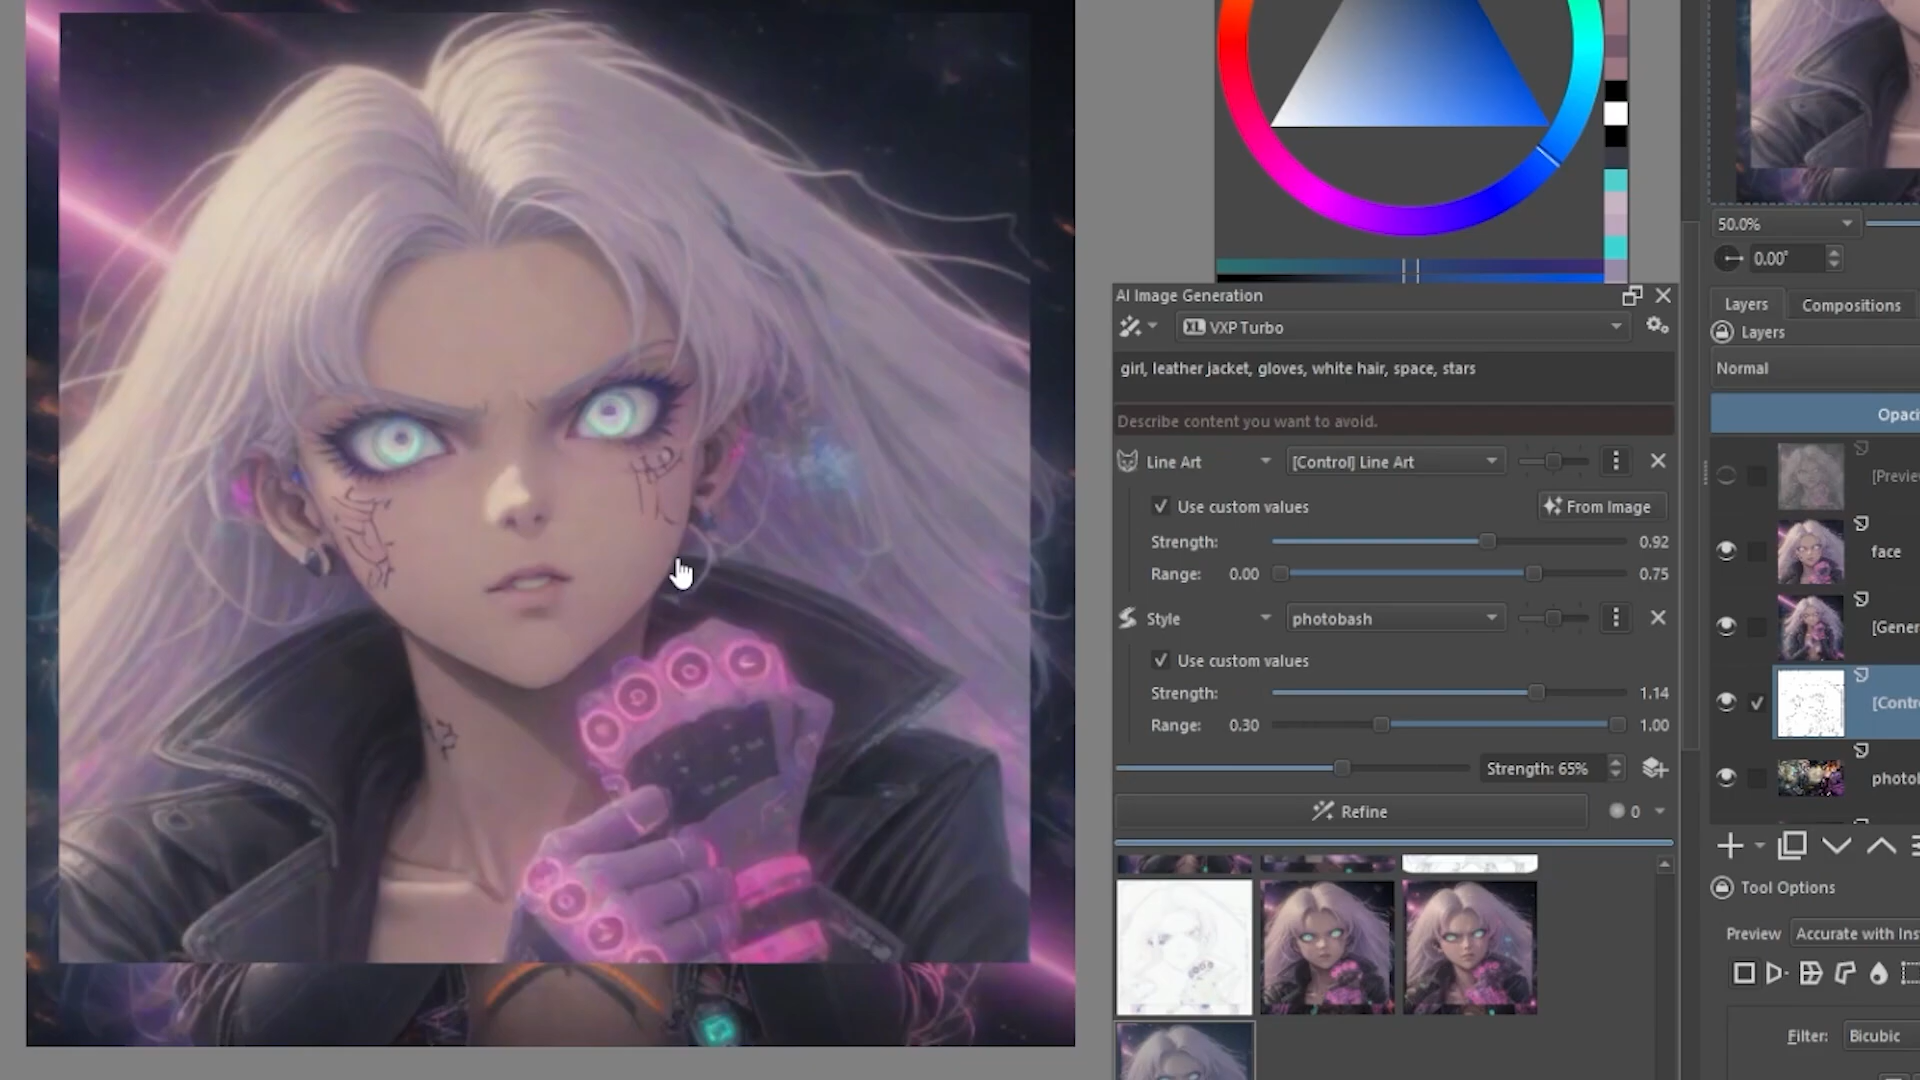 AI Image Generation
XL VXP Turbo
girl, leather jacket, gloves, white hair, space, stars
Describe content you want to avoid.
Line Art
[Control] Line Art
Use custom values
From Image
Strength:
0.92
Range:
0.00
0.75
Style
photobash
Use custom values
Strength:
1.14
Range:
0.30
1.00
Strength: 65%
Refine
0
50.0%
0.00°
Layers
Compositions
Layers
Normal
Opaci
[Previe
face
[Gener
[Contro
photol
Tool Options
Preview
Accurate with Ins
Filter:
Bicubic